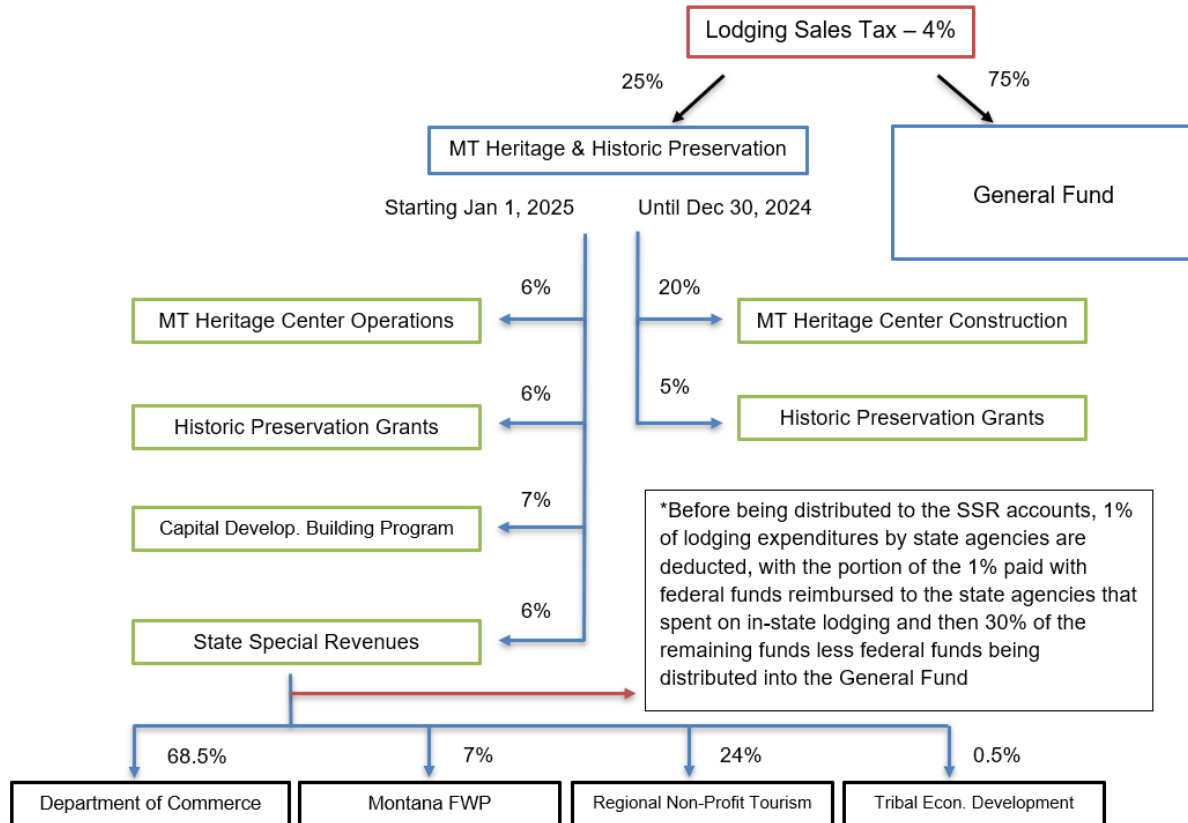 Lodging Sales Tax – 4%
25%
75%
MT Heritage & Historic Preservation
General Fund
Starting Jan 1, 2025
Until Dec 30, 2024
6%
20%
MT Heritage Center Operations
MT Heritage Center Construction
6%
5%
Historic Preservation Grants
Historic Preservation Grants
7%
Capital Develop. Building Program
*Before being distributed to the SSR accounts, 1%
of lodging expenditures by state agencies are
deducted, with the portion of the 1% paid with
federal funds reimbursed to the state agencies that
spent on in-state lodging and then 30% of the
remaining funds less federal funds being
distributed into the General Fund
6%
State Special Revenues
68.5%
7%
24%
0.5%
Department of Commerce
Montana FWP
Regional Non-Profit Tourism
Tribal Econ. Development